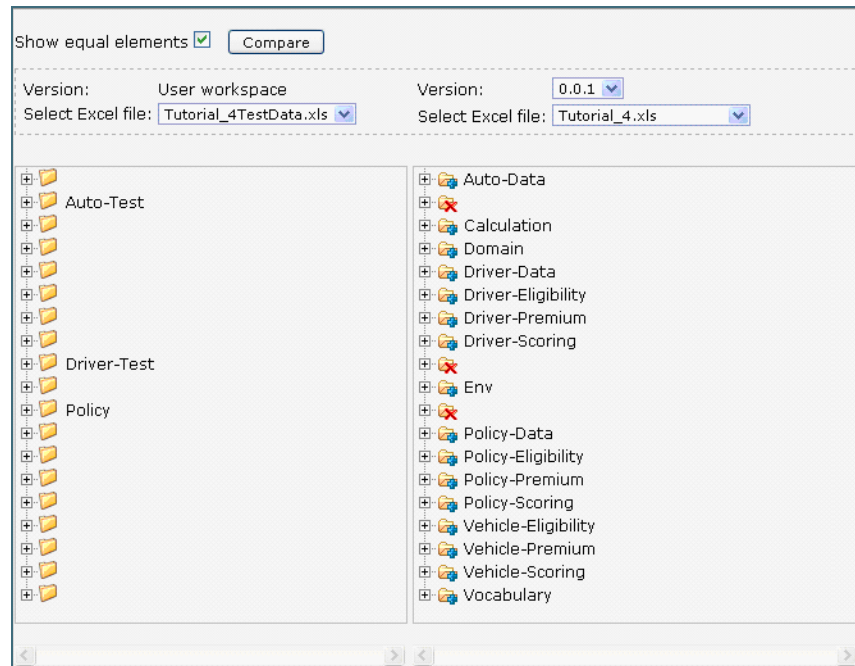 Show equal elements Compare
Version: User workspace Version: 0.0.1
Select Excel file: Tutorial_4TestData.xls Select Excel file: Tutorial_4.xls
Auto-Data
Auto-Test
Calculation
Domain
Driver-Data
Driver-Eligibility
Driver-Premium
Driver-Scoring
Driver-Test
Env
Policy
Policy-Data
Policy-Eligibility
Policy-Premium
Policy-Scoring
Vehicle-Eligibility
Vehicle-Premium
Vehicle-Scoring
Vocabulary